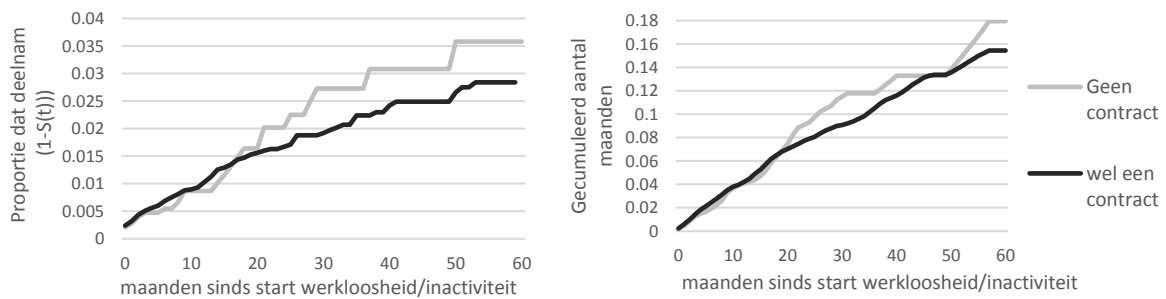 Proportie dat deelnam
(1-S(t)))
0.04
0.035
0.03
0.025
0.02
0.015
0.01
0.005
0
0 10 20 30 40 50 60
maanden sinds start werkloosheid/inactiviteit
Gecumuleerd aantal
maanden
0.18
0.16
0.14
0.12
0.1
0.08
0.06
0.04
0.02
0
0 10 20 30 40 50 60
maanden sinds start werkloosheid/inactiviteit
Geen
contract
wel een
contract